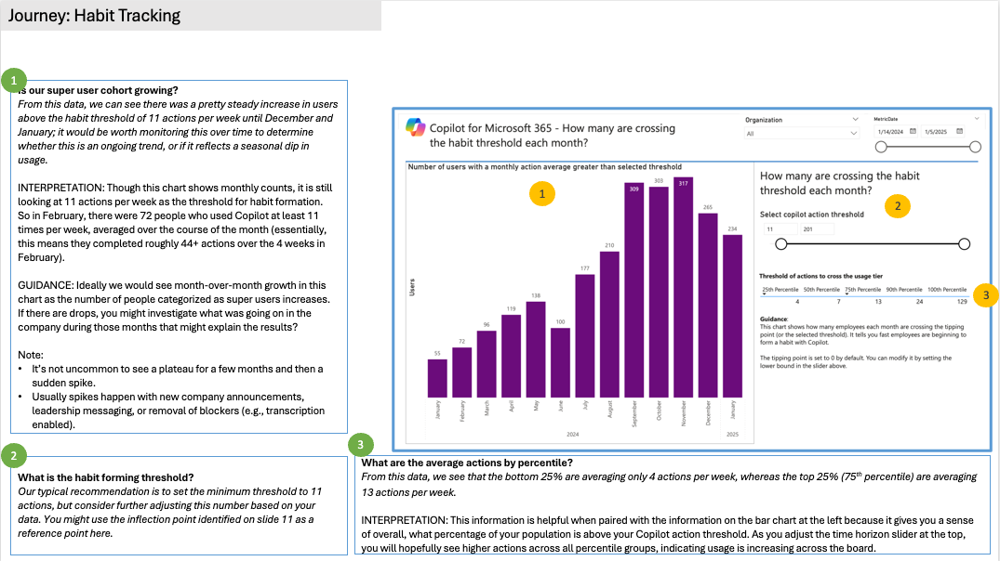 Journey: Habit Tracking
1
Is our super user cohort growing?
From this data, we can see there was a pretty steady increase in users
above the habit threshold of 11 actions per week until December and
January; it would be worth monitoring this over time to determine
whether this is an ongoing trend, or if it reflects a seasonal dip in
usage.
INTERPRETATION: Though this chart shows monthly counts, it is still
looking at 11 actions per week as the threshold for habit formation.
So in February, there were 72 people who used Copilot at least 11
times per week, averaged over the course of the month (essentially,
this means they completed roughly 44+ actions over the 4 weeks in
February).
GUIDANCE: Ideally we would see month-over-month growth in this
chart as the number of people categorized as super users increases.
If there are drops, you might investigate what was going on in the
company during those months that might explain the results?
Note:
• It's not uncommon to see a plateau for a few months and then a
sudden spike.
• Usually spikes happen with new company announcements,
leadership messaging, or removal of blockers (e.g., transcription
enabled).
2
What is the habit forming threshold?
Our typical recommendation is to set the minimum threshold to 11
actions, but consider further adjusting this number based on your
data. You might use the inflection point identified on slide 11 as a
reference point here.
Copilot for Microsoft 365 - How many are crossing
the habit threshold each month?
Organization
All
MetricDate
1/14/2024 1/5/2025
Number of users with a monthly action average greater than selected threshold
1
Users
55 72 96 119 138 100 177 210 309 303 317 265 234
January February March April May June July August September October November December January
2024 2025
How many are crossing the habit
threshold each month?
2
Select copilot action threshold
11 201
Threshold of actions to cross the usage tier
3
25th Percentile 50th Percentile 75th Percentile 90th Percentile 100th Percentile
4 7 13 24 129
Guidance:
This chart shows how many employees each month are crossing the tipping
point (or the selected threshold). It tells you fast employees are beginning to
form a habit with Copilot.
The tipping point is set to 0 by default. You can modify it by setting the
lower bound in the slider above.
3
What are the average actions by percentile?
From this data, we see that the bottom 25% are averaging only 4 actions per week, whereas the top 25% (75th percentile) are averaging
13 actions per week.
INTERPRETATION: This information is helpful when paired with the information on the bar chart at the left because it gives you a sense
of overall, what percentage of your population is above your Copilot action threshold. As you adjust the time horizon slider at the top,
you will hopefully see higher actions across all percentile groups, indicating usage is increasing across the board.